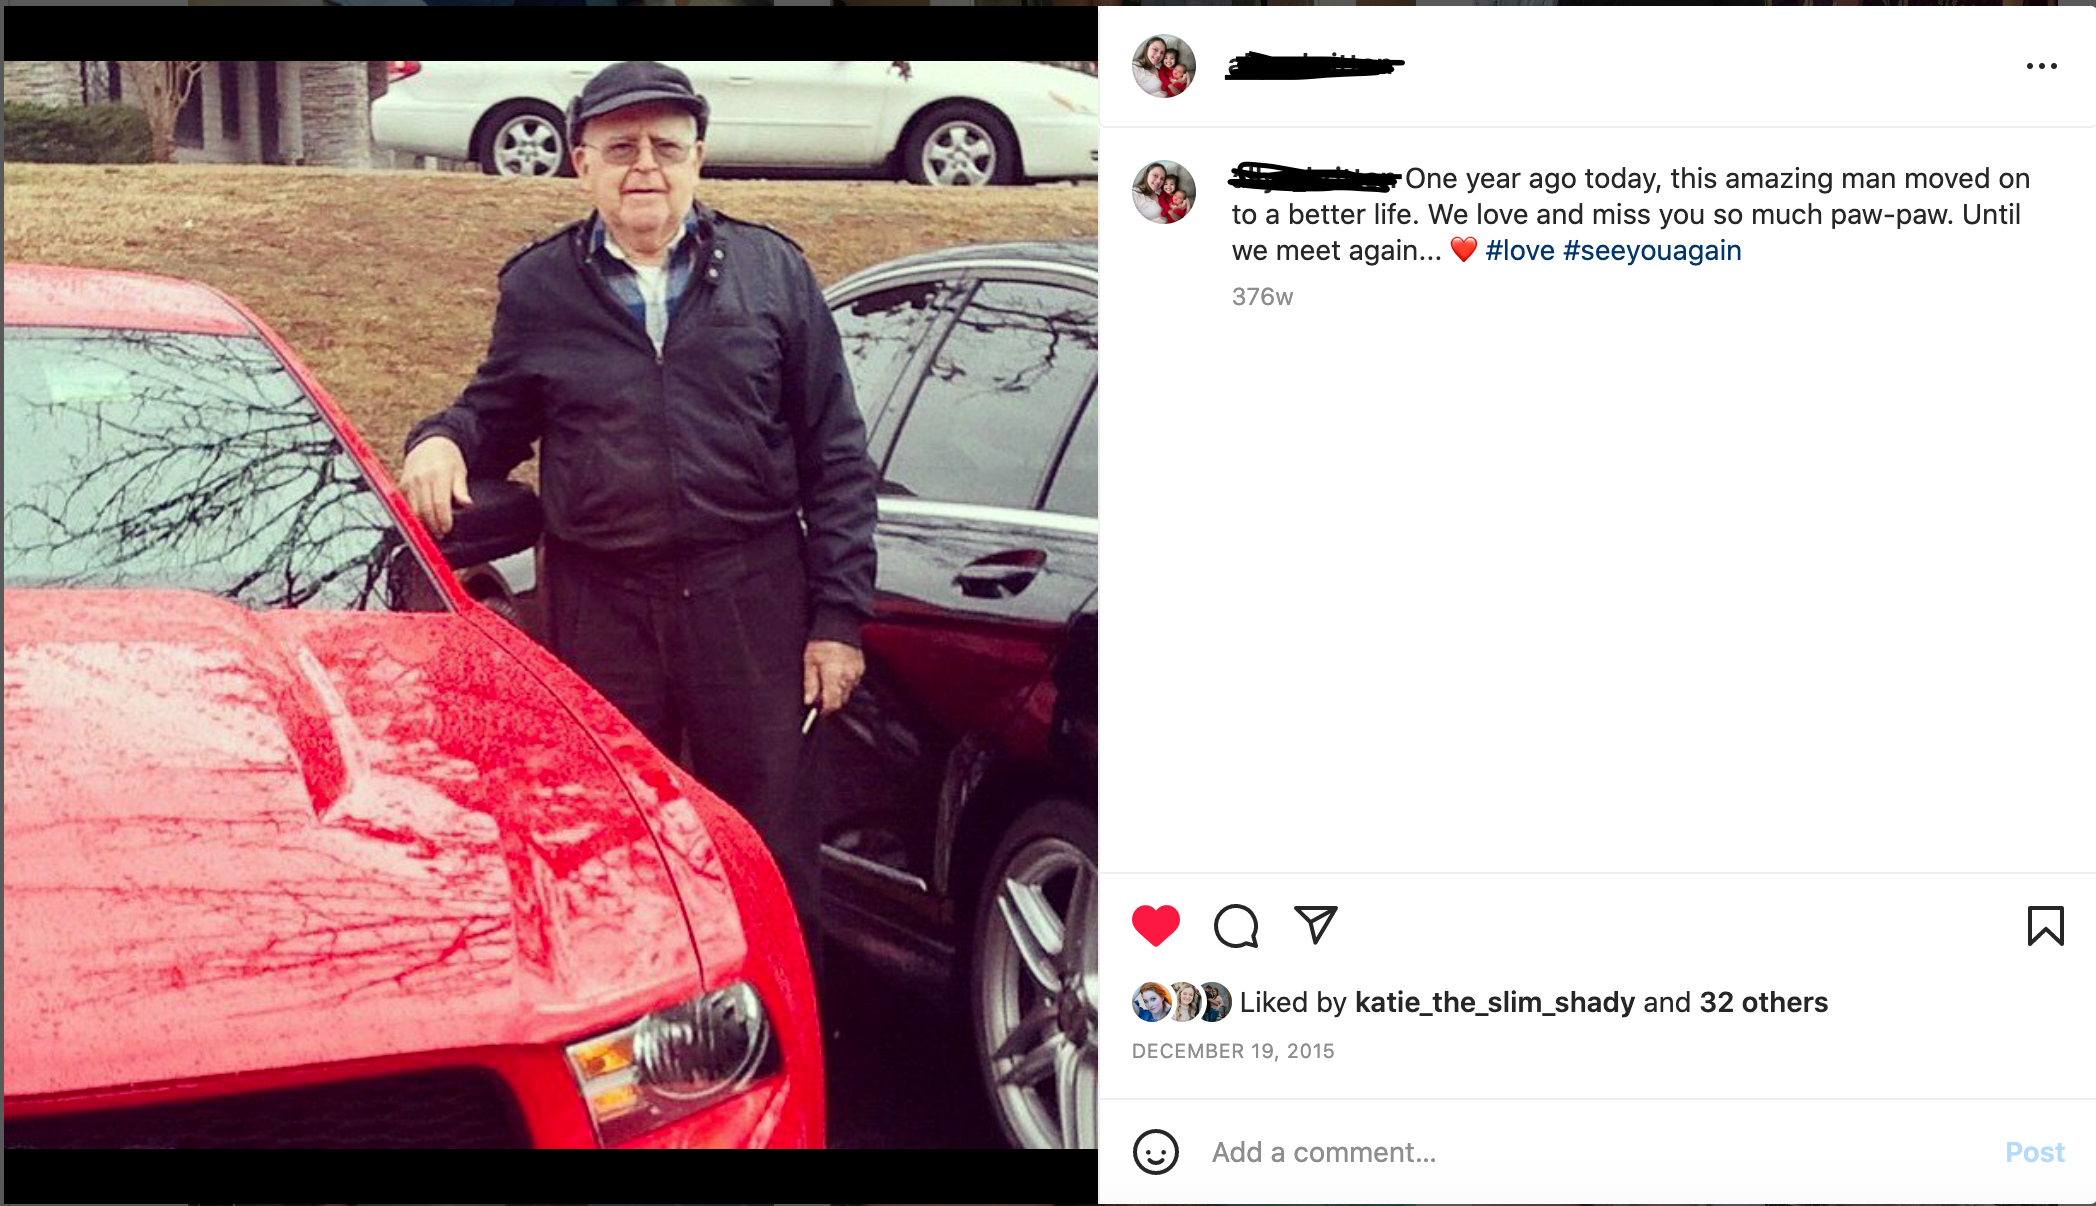 One year ago today, this amazing man moved on
to a better life. We love and miss you so much paw-paw. Until
we meet again... ❤️ #love #seeyouagain
376w
Liked by katie_the_slim_shady and 32 others
DECEMBER 19, 2015
Add a comment...
Post